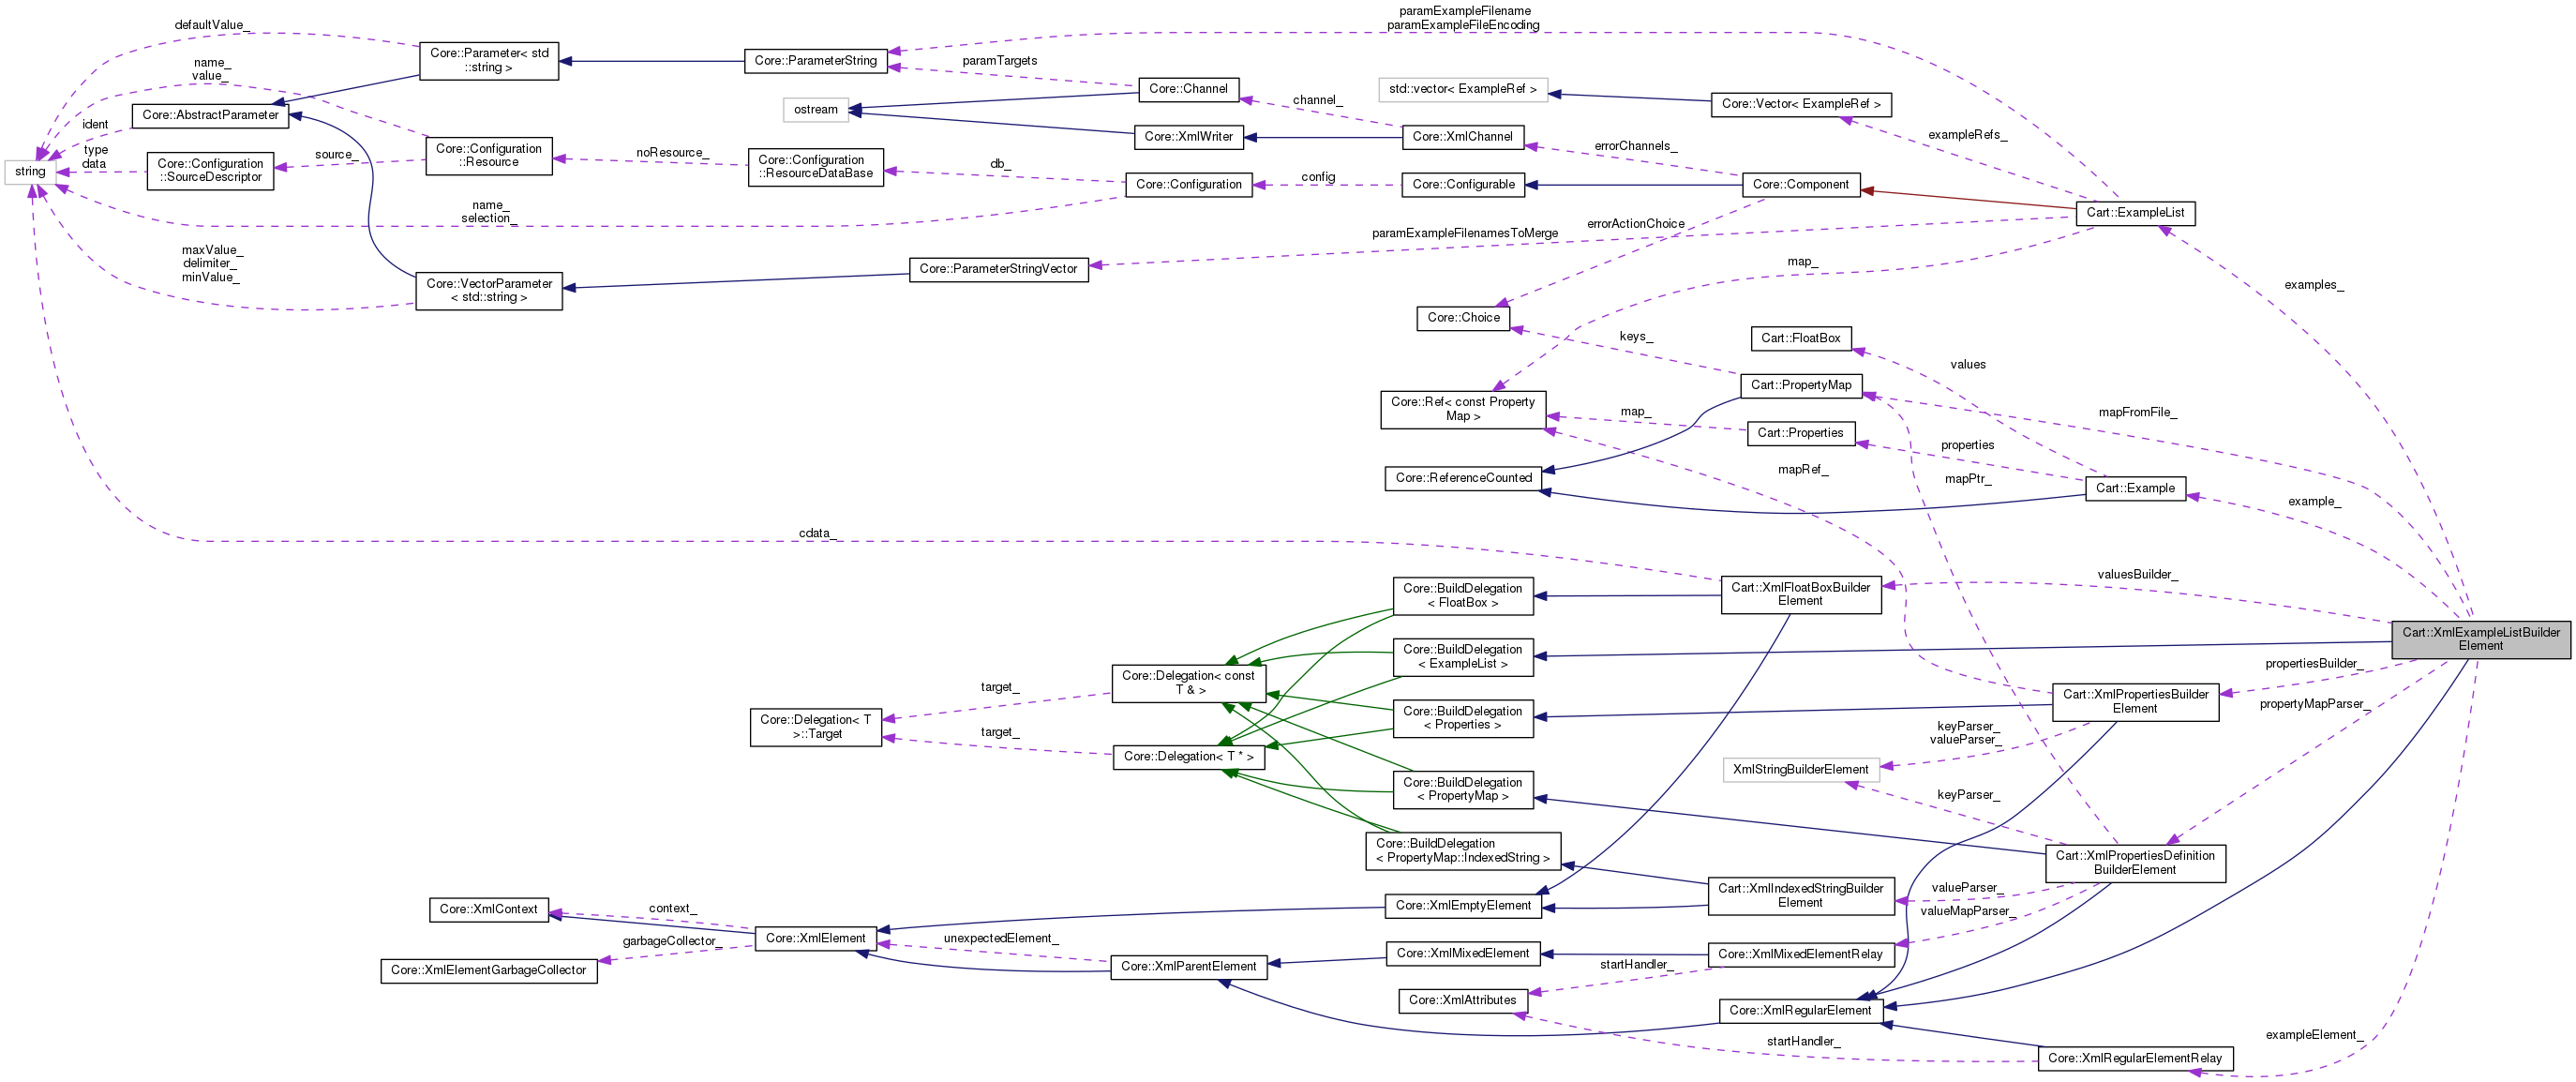 defaultValue_
Core::Parameter< std
::string >
name_
value_
Core::AbstractParameter
ident
type
data
string
Core::Configuration
::SourceDescriptor
source_
Core::Configuration
::Resource
name_
selection_
maxValue_
delimiter_
minValue_
Core::VectorParameter
< std::string >
Core::ParameterString
paramTargets
ostream
noResource_
Core::Configuration
::ResourceDataBase
db_
Core::ParameterStringVector
paramExampleFilename
paramExampleFileEncoding
Core::Channel
channel_
Core::XmlWriter
Core::XmlChannel
std::vector< ExampleRef >
Core::Vector< ExampleRef >
exampleRefs_
errorChannels_
Core::Configuration
config
Core::Configurable
Core::Component
Cart::ExampleList
errorActionChoice
paramExampleFilenamesToMerge
map_
examples_
Core::Choice
keys_
Cart::FloatBox
values
Cart::PropertyMap
Core::Ref< const Property
Map >
map_
Cart::Properties
mapFromFile_
properties
mapRef_
mapPtr_
Core::ReferenceCounted
Cart::Example
example_
cdata_
Core::BuildDelegation
< FloatBox >
Cart::XmlFloatBoxBuilder
Element
valuesBuilder_
Cart::XmlExampleListBuilder
Element
Core::BuildDelegation
< ExampleList >
propertiesBuilder_
Core::Delegation< const
T & >
target_
Core::Delegation< T
>::Target
target_
Core::Delegation< T * >
Core::BuildDelegation
< Properties >
Cart::XmlPropertiesBuilder
Element
propertyMapParser_
keyParser_
valueParser_
XmlStringBuilderElement
keyParser_
Core::BuildDelegation
< PropertyMap >
Core::BuildDelegation
< PropertyMap::IndexedString >
Cart::XmlPropertiesDefinition
BuilderElement
Cart::XmlIndexedStringBuilder
Element
valueParser_
valueMapParser_
Core::XmlContext
context_
Core::XmlEmptyElement
Core::XmlElement
garbageCollector_
Core::XmlElementGarbageCollector
unexpectedElement_
Core::XmlParentElement
Core::XmlMixedElement
Core::XmlMixedElementRelay
startHandler_
Core::XmlAttributes
Core::XmlRegularElement
startHandler_
Core::XmlRegularElementRelay
exampleElement_